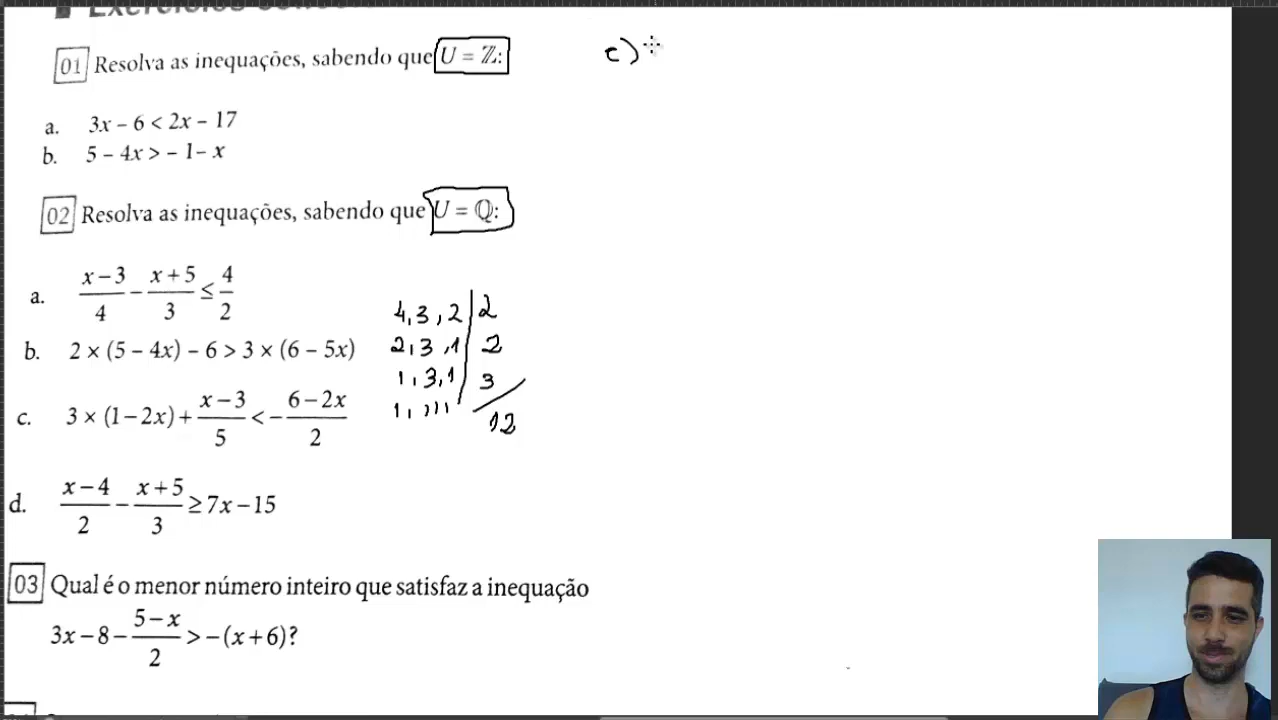 01 Resolva as inequações, sabendo que U = ℤ:
c)
a. 3x – 6 < 2x – 17
b. 5 – 4x > – 1 – x
02 Resolva as inequações, sabendo que U = ℚ:
a. (x – 3)/4 – (x + 5)/3 ≤ 4/2
b. 2 × (5 – 4x) – 6 > 3 × (6 – 5x)
c. 3 × (1 – 2x) + (x – 3)/5 < – (6 – 2x)/2
d. (x – 4)/2 – (x + 5)/3 ≥ 7x – 15
4, 3, 2 | 2
2, 3, 1 | 2
1, 3, 1 | 3
1, 1, 1
12
03 Qual é o menor número inteiro que satisfaz a inequação
3x – 8 – (5 – x)/2 > – (x + 6)?